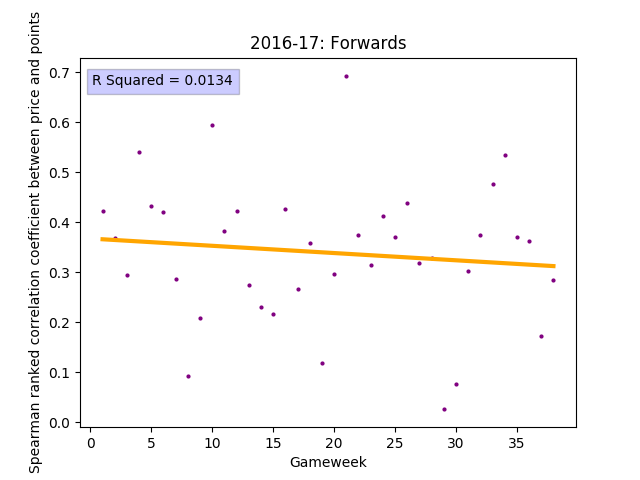 2016-17: Forwards
R Squared = 0.0134
Spearman ranked correlation coefficient between price and points
0.7
0.6
0.5
0.4
0.3
0.2
0.1
0.0
0 5 10 15 20 25 30 35
Gameweek